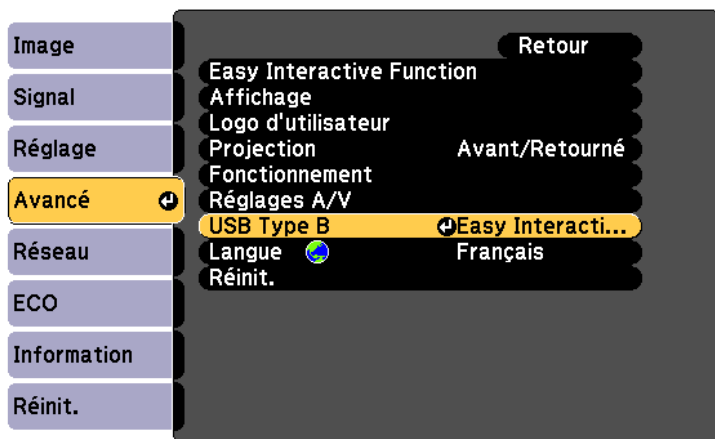 Image
Signal
Réglage
Avancé
Réseau
ECO
Information
Réinit.
Retour
Easy Interactive Function
Affichage
Logo d'utilisateur
Projection Avant/Retourné
Fonctionnement
Réglages A/V
USB Type B Easy Interacti...
Langue Français
Réinit.